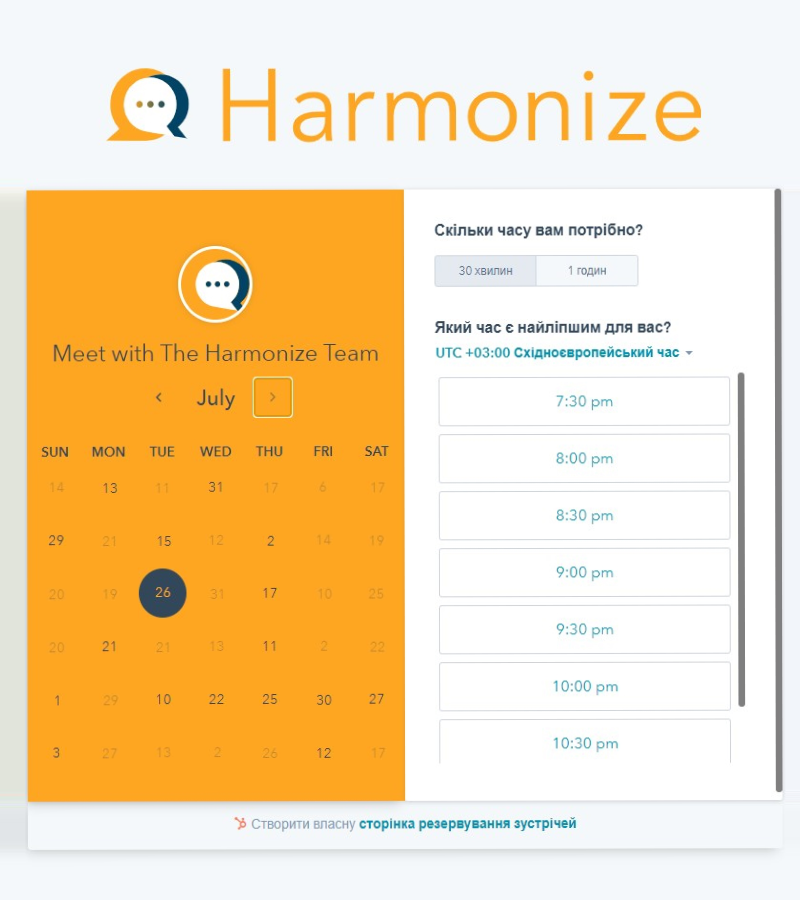 Harmonize
Meet with The Harmonize Team
July
SUN MON TUE WED THU FRI SAT
14 13 11 31 17 6 17
29 21 15 12 2 14 19
20 19 26 31 17 10 25
20 21 21 13 11 2 22
1 29 10 22 25 30 27
3 27 13 2 26 12 17
Скільки часу вам потрібно?
30 хвилин 1 годин
Який час є найліпшим для вас?
UTC +03:00 Східноєвропейський час
7:30 pm
8:00 pm
8:30 pm
9:00 pm
9:30 pm
10:00 pm
10:30 pm
Створити власну сторінка резервування зустрічей